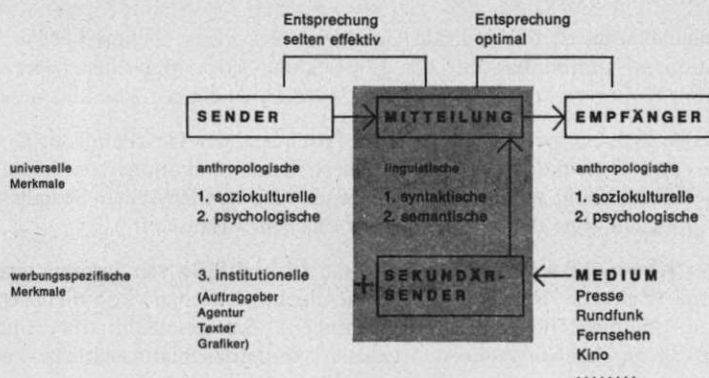 Entsprechung
selten effektiv
Entsprechung
optimal
SENDER
MITTEILUNG
EMPFÄNGER
universelle
Merkmale
anthropologische
linguistische
anthropologische
1. soziokulturelle
2. psychologische
1. syntaktische
2. semantische
1. soziokulturelle
2. psychologische
werbungsspezifische
Merkmale
3. institutionelle
(Auftraggeber
Agentur
Texter
Grafiker)
+
SEKUNDÄR-
SENDER
MEDIUM
Presse
Rundfunk
Fernsehen
Kino
........